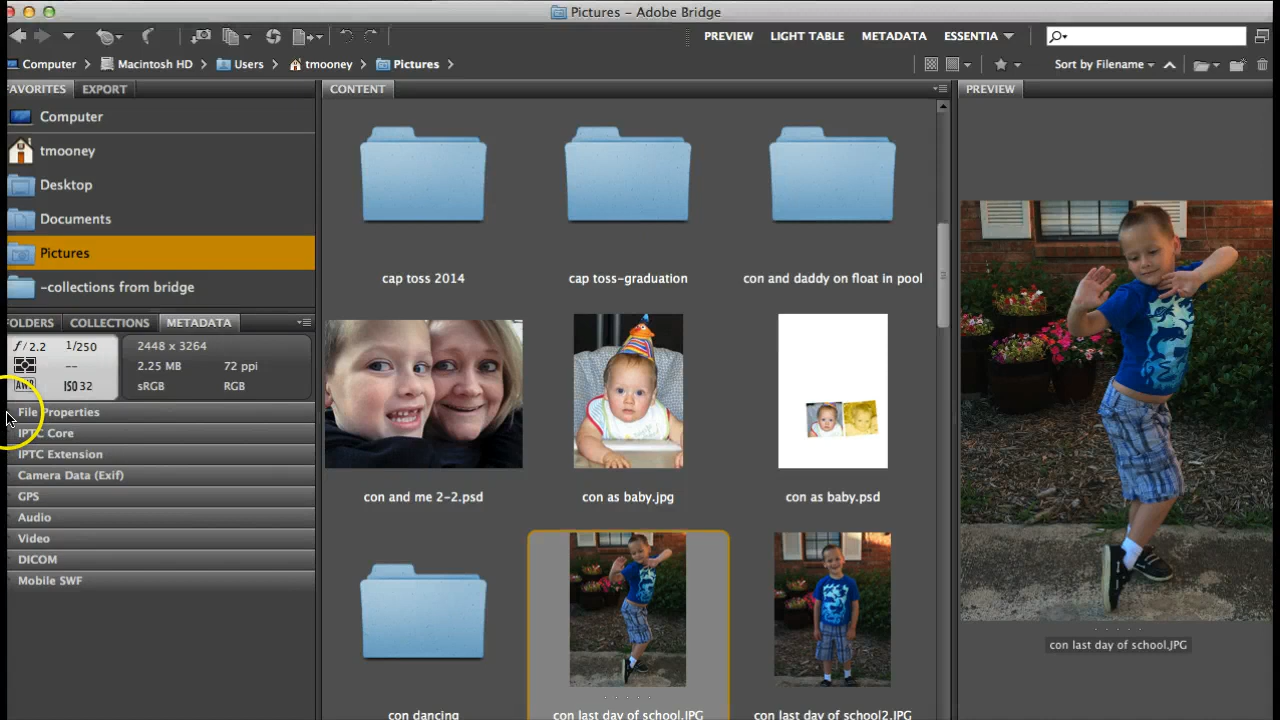 Pictures – Adobe Bridge
PREVIEW LIGHT TABLE METADATA ESSENTIA
Computer Macintosh HD Users tmooney Pictures
Sort by Filename
FAVORITES EXPORT
CONTENT
PREVIEW
Computer
tmooney
Desktop
Documents
Pictures
-collections from bridge
FOLDERS COLLECTIONS METADATA
f/2.2 1/250
--
AWB ISO 32
2448 x 3264
2.25 MB 72 ppi
sRGB RGB
File Properties
IPTC Core
IPTC Extension
Camera Data (Exif)
GPS
Audio
Video
DICOM
Mobile SWF
cap toss 2014
cap toss-graduation
con and daddy on float in pool
con and me 2-2.psd
con as baby.jpg
con as baby.psd
con dancing
con last day of school.JPG
con last day of school2.JPG
con last day of school.JPG